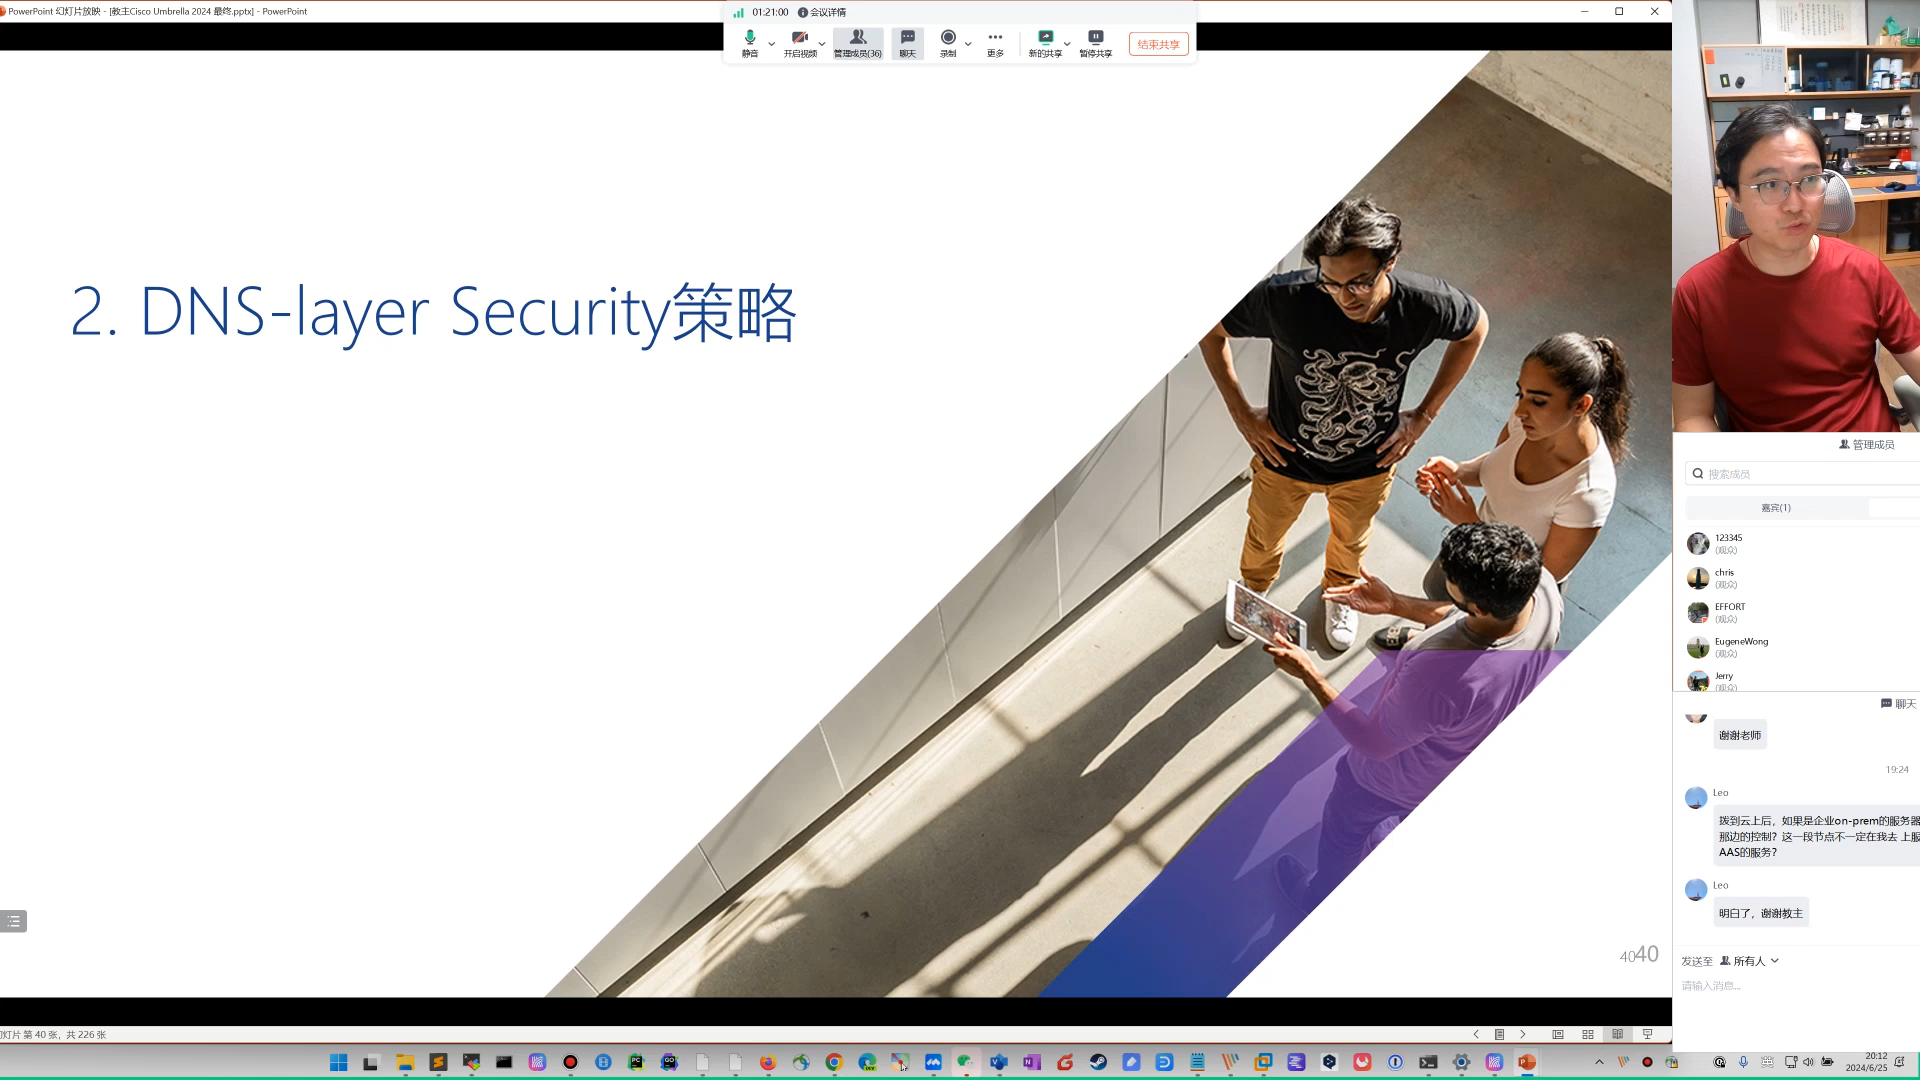 PowerPoint 幻灯片放映 - [教主Cisco Umbrella 2024 最终.pptx] - PowerPoint
01:21:00
会议详情
静音
开启视频
管理成员(36)
聊天
录制
更多
新的共享
暂停共享
结束共享
2. DNS-layer Security策略
4040
管理成员
搜索成员
嘉宾(1)
123345
(观众)
chris
(观众)
EFFORT
(观众)
EugeneWong
(观众)
Jerry
(观众)
聊天
谢谢老师
19:24
Leo
拨到云上后，如果是企业on-prem的服务器
那边的控制？这一段节点不一定在我去 上服
AAS的服务？
Leo
明白了，谢谢教主
发送至 所有人
请输入消息...
灯片 第 40 张，共 226 张
20:12
2024/6/25